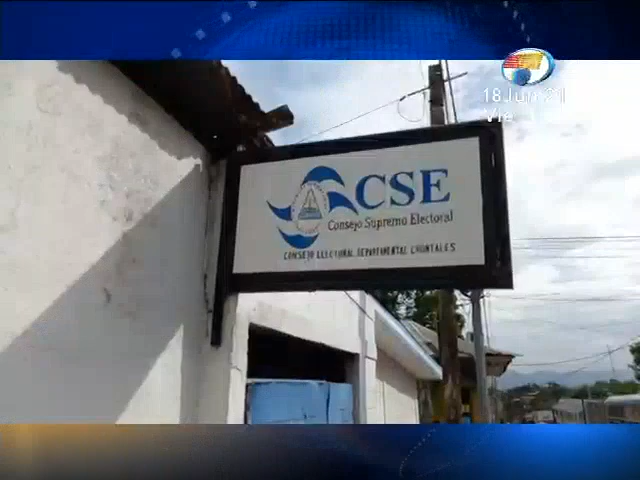 18 Jun 21
Vie
CSE
Consejo Supremo Electoral
CONSEJO ELECTORAL DEPARTAMENTAL CHONTALES